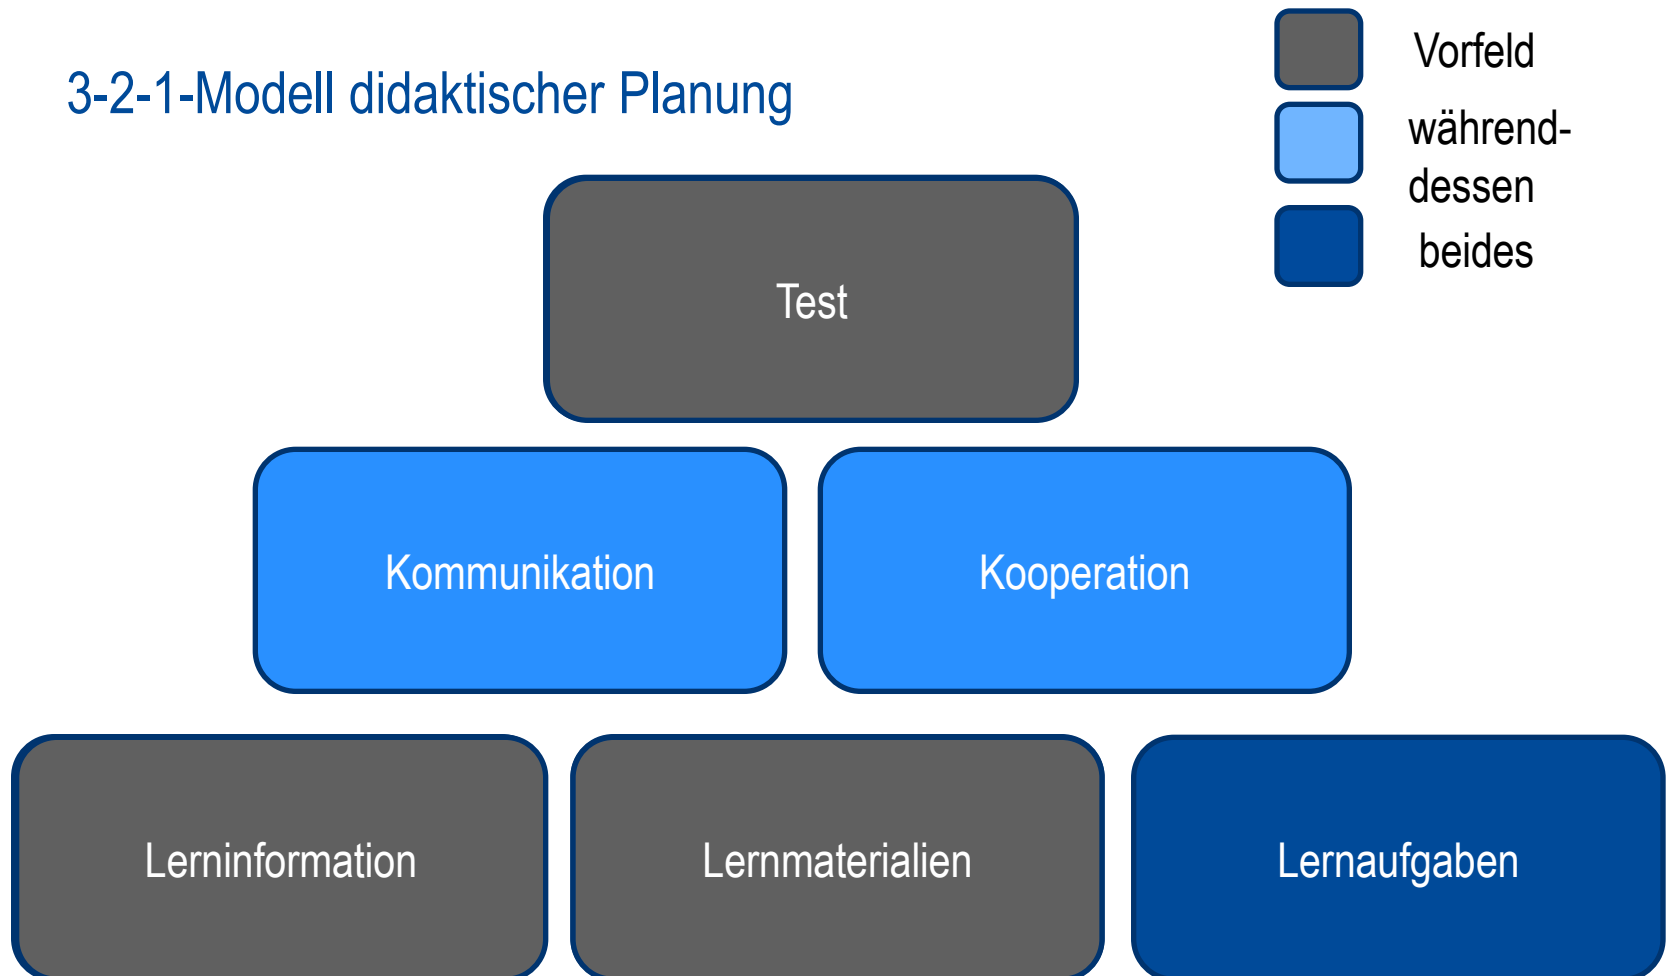 3-2-1-Modell didaktischer Planung
Vorfeld
während-
dessen
beides
Test
Kommunikation
Kooperation
Lerninformation
Lernmaterialien
Lernaufgaben